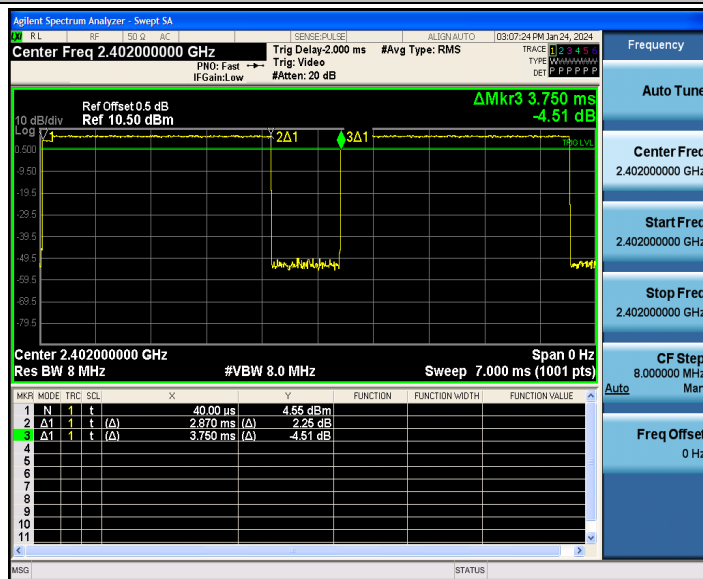 Agilent Spectrum Analyzer - Swept SA
RL RF 50 Ω AC SENSE:PULSE ALIGN AUTO 03:07:24 PM Jan 24, 2024
Center Freq 2.402000000 GHz
PNO: Fast
IFGain:Low
Trig Delay-2.000 ms
Trig: Video
#Atten: 20 dB
#Avg Type: RMS
TRACE 1 2 3 4 5 6
TYPE W
DET P P P P P P
Frequency
Auto Tune
Center Freq
2.402000000 GHz
Start Freq
2.402000000 GHz
Stop Freq
2.402000000 GHz
CF Step
8.000000 MHz
Auto Man
Freq Offset
0 Hz
Ref Offset 0.5 dB
10 dB/div Ref 10.50 dBm
Log
ΔMkr3 3.750 ms
-4.51 dB
1 2Δ1 3Δ1
TRIG LVL
0.500
-9.50
-19.5
-29.5
-39.5
-49.5
-59.5
-69.5
-79.5
Center 2.402000000 GHz Span 0 Hz
Res BW 8 MHz #VBW 8.0 MHz Sweep 7.000 ms (1001 pts)
MKR MODE TRC SCL X Y FUNCTION FUNCTION WIDTH FUNCTION VALUE
1 N 1 t 40.00 µs 4.55 dBm
2 Δ1 1 t (Δ) 2.870 ms (Δ) 2.25 dB
3 Δ1 1 t (Δ) 3.750 ms (Δ) -4.51 dB
4
5
6
7
8
9
10
11
MSG STATUS